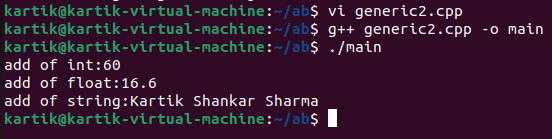 kartik@kartik-virtual-machine:~/ab$ vi generic2.cpp
kartik@kartik-virtual-machine:~/ab$ g++ generic2.cpp -o main
kartik@kartik-virtual-machine:~/ab$ ./main
add of int:60
add of float:16.6
add of string:Kartik Shankar Sharma
kartik@kartik-virtual-machine:~/ab$